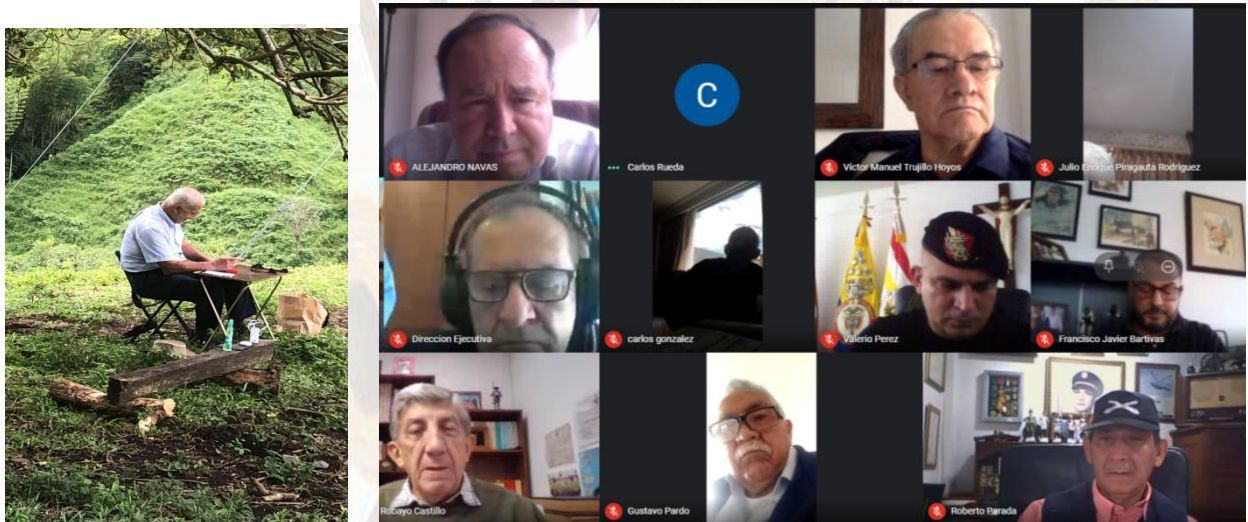 ALEJANDRO NAVAS
C
Carlos Rueda
Víctor Manuel Trujillo Hoyos
Julio Enrique Piragauta Rodriguez
Direccion Ejecutiva
carlos gonzalez
Valerio Perez
Francisco Javier Bartivas
Robayo Castillo
Gustavo Pardo
Roberto Parada